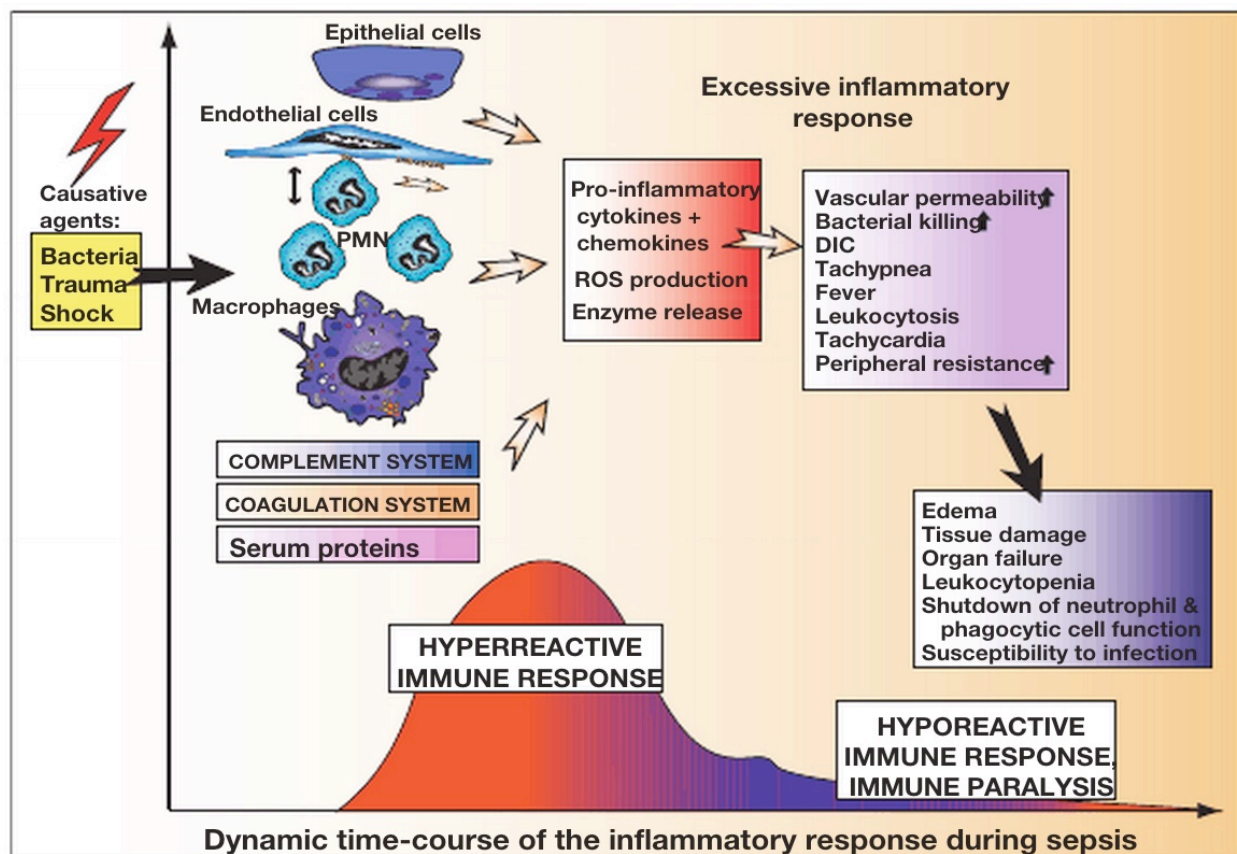 Epithelial cells
Endothelial cells
Causative
agents:
Bacteria
Trauma
Shock
PMN
Macrophages
COMPLEMENT SYSTEM
COAGULATION SYSTEM
Serum proteins
Excessive inflammatory
response
Pro-inflammatory
cytokines +
chemokines
ROS production
Enzyme release
Vascular permeability
Bacterial killing
DIC
Tachypnea
Fever
Leukocytosis
Tachycardia
Peripheral resistance
Edema
Tissue damage
Organ failure
Leukocytopenia
Shutdown of neutrophil &
phagocytic cell function
Susceptibility to infection
HYPERREACTIVE
IMMUNE RESPONSE
HYPOREACTIVE
IMMUNE RESPONSE,
IMMUNE PARALYSIS
Dynamic time-course of the inflammatory response during sepsis